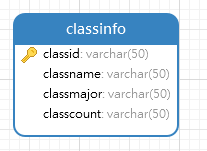 classinfo
classid: varchar(50)
classname: varchar(50)
classmajor: varchar(50)
classcount: varchar(50)